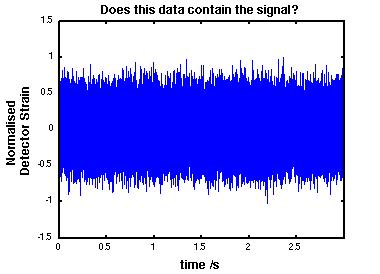 Does this data contain the signal?
1.5
1
0.5
0
-0.5
-1
-1.5
Normalised
Detector Strain
0 0.5 1 1.5 2 2.5
time /s